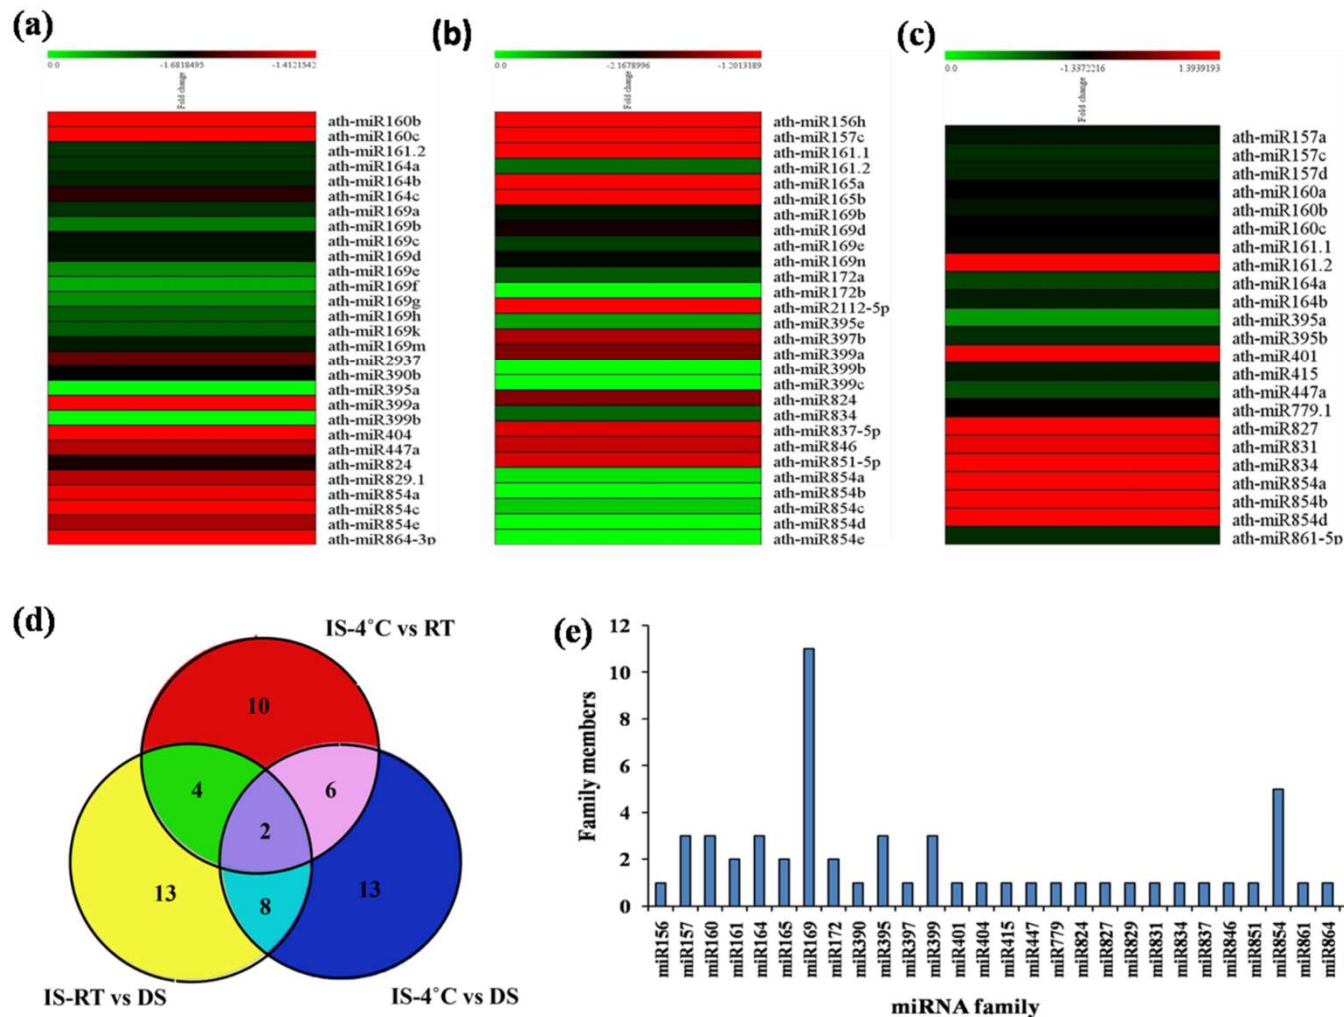 (a)
0.0 -1.6818495 -1.4121542
Fold change
ath-miR160b
ath-miR160c
ath-miR161.2
ath-miR164a
ath-miR164b
ath-miR164c
ath-miR169a
ath-miR169b
ath-miR169c
ath-miR169d
ath-miR169e
ath-miR169f
ath-miR169g
ath-miR169h
ath-miR169k
ath-miR169m
ath-miR2937
ath-miR390b
ath-miR395a
ath-miR399a
ath-miR399b
ath-miR404
ath-miR447a
ath-miR824
ath-miR829.1
ath-miR854a
ath-miR854c
ath-miR854e
ath-miR864-3p
(b)
0.0 -2.1678996 -1.2013189
Fold change
ath-miR156h
ath-miR157c
ath-miR161.1
ath-miR161.2
ath-miR165a
ath-miR165b
ath-miR169b
ath-miR169d
ath-miR169e
ath-miR169n
ath-miR172a
ath-miR172b
ath-miR2112-5p
ath-miR395e
ath-miR397b
ath-miR399a
ath-miR399b
ath-miR399c
ath-miR824
ath-miR834
ath-miR837-5p
ath-miR846
ath-miR851-5p
ath-miR854a
ath-miR854b
ath-miR854c
ath-miR854d
ath-miR854e
(c)
0.0 -1.3372216 1.3939193
Fold change
ath-miR157a
ath-miR157c
ath-miR157d
ath-miR160a
ath-miR160b
ath-miR160c
ath-miR161.1
ath-miR161.2
ath-miR164a
ath-miR164b
ath-miR395a
ath-miR395b
ath-miR401
ath-miR415
ath-miR447a
ath-miR779.1
ath-miR827
ath-miR831
ath-miR834
ath-miR854a
ath-miR854b
ath-miR854d
ath-miR861-5p
(d)
IS-4˚C vs RT
10
4
6
2
13
8
13
IS-RT vs DS
IS-4˚C vs DS
(e)
Family members
12
10
8
6
4
2
0
miR156
miR157
miR160
miR161
miR164
miR165
miR169
miR172
miR390
miR395
miR397
miR399
miR401
miR404
miR415
miR447
miR779
miR824
miR827
miR829
miR831
miR834
miR837
miR846
miR851
miR854
miR861
miR864
miRNA family